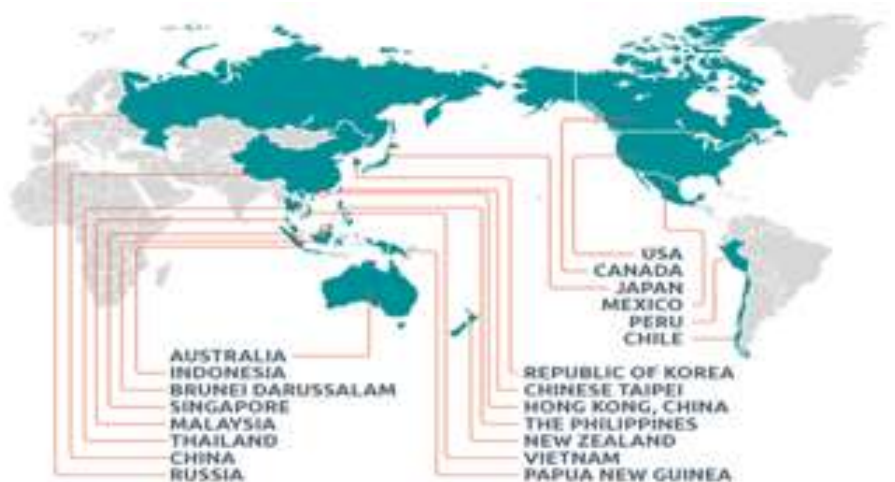 USA
CANADA
JAPAN
MEXICO
PERU
CHILE
AUSTRALIA
INDONESIA
BRUNEI DARUSSALAM
SINGAPORE
MALAYSIA
THAILAND
CHINA
RUSSIA
REPUBLIC OF KOREA
CHINESE TAIPEI
HONG KONG, CHINA
THE PHILIPPINES
NEW ZEALAND
VIETNAM
PAPUA NEW GUINEA